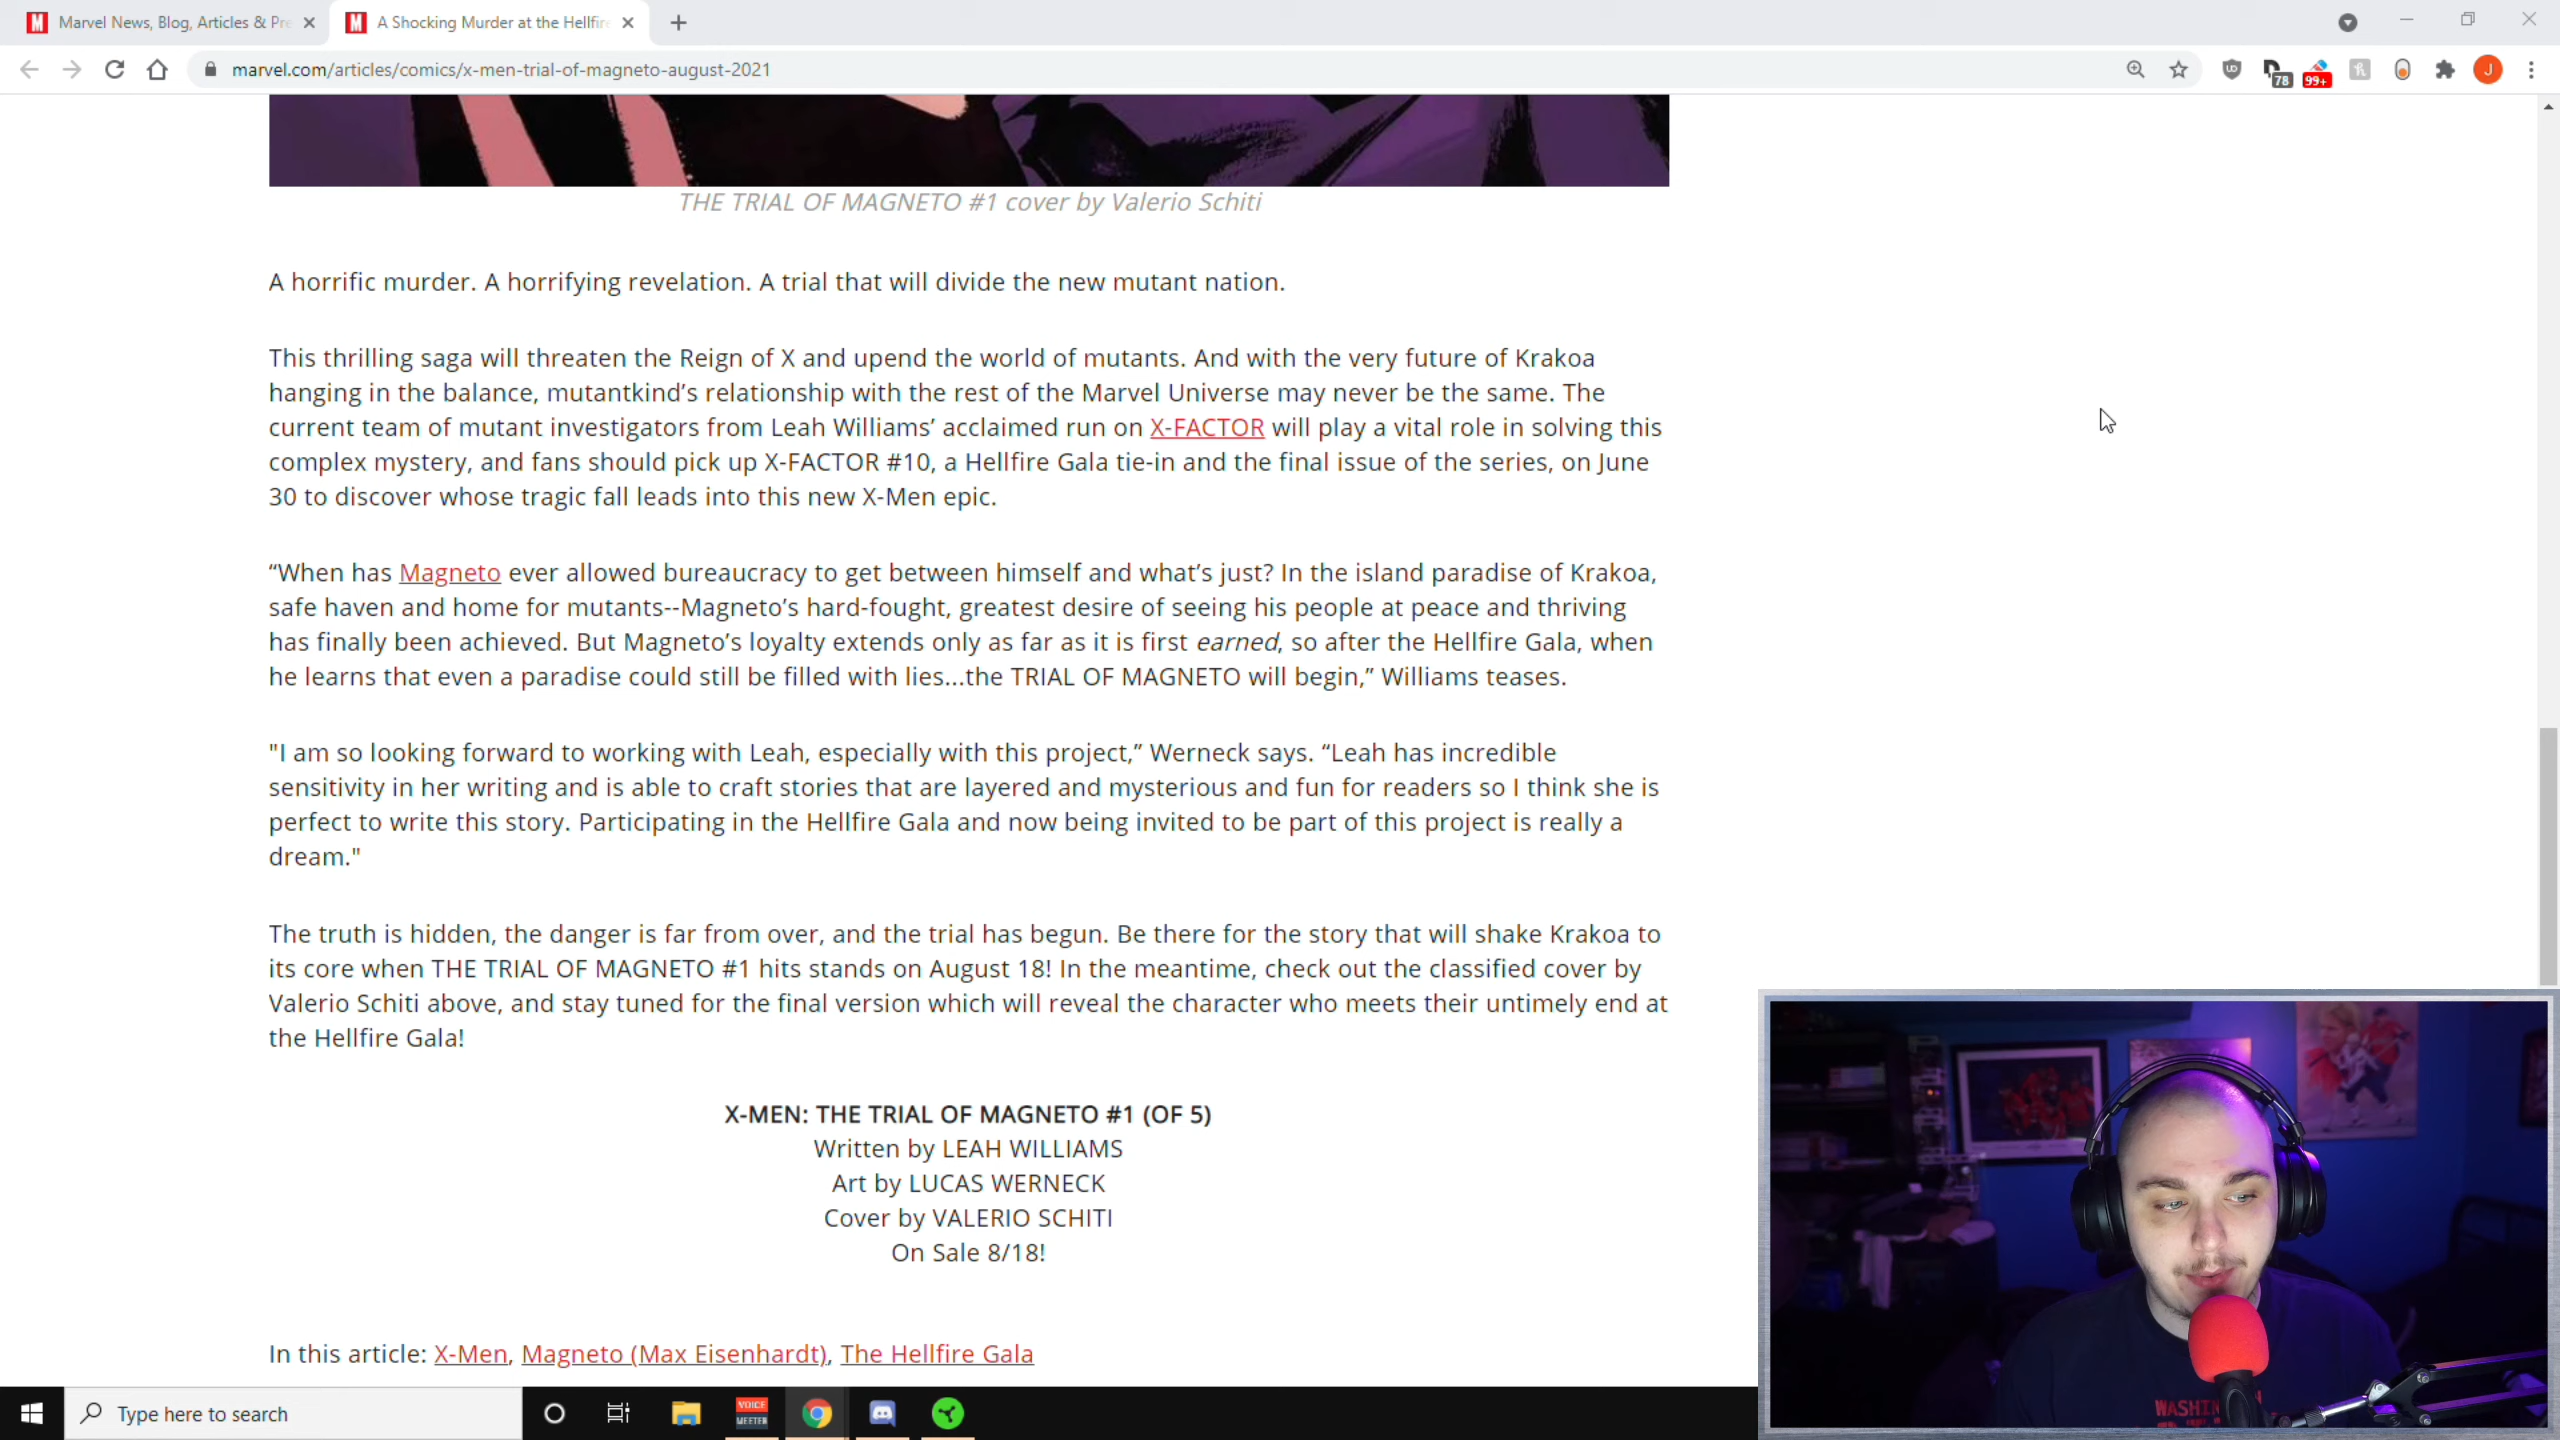 Marvel News, Blog, Articles & Pre
A Shocking Murder at the Hellfire
marvel.com/articles/comics/x-men-trial-of-magneto-august-2021
78
99+
J
THE TRIAL OF MAGNETO #1 cover by Valerio Schiti
A horrific murder. A horrifying revelation. A trial that will divide the new mutant nation.
This thrilling saga will threaten the Reign of X and upend the world of mutants. And with the very future of Krakoa
hanging in the balance, mutantkind’s relationship with the rest of the Marvel Universe may never be the same. The
current team of mutant investigators from Leah Williams’ acclaimed run on X-FACTOR will play a vital role in solving this
complex mystery, and fans should pick up X-FACTOR #10, a Hellfire Gala tie-in and the final issue of the series, on June
30 to discover whose tragic fall leads into this new X-Men epic.
“When has Magneto ever allowed bureaucracy to get between himself and what’s just? In the island paradise of Krakoa,
safe haven and home for mutants--Magneto’s hard-fought, greatest desire of seeing his people at peace and thriving
has finally been achieved. But Magneto’s loyalty extends only as far as it is first earned, so after the Hellfire Gala, when
he learns that even a paradise could still be filled with lies...the TRIAL OF MAGNETO will begin,” Williams teases.
"I am so looking forward to working with Leah, especially with this project,” Werneck says. “Leah has incredible
sensitivity in her writing and is able to craft stories that are layered and mysterious and fun for readers so I think she is
perfect to write this story. Participating in the Hellfire Gala and now being invited to be part of this project is really a
dream."
The truth is hidden, the danger is far from over, and the trial has begun. Be there for the story that will shake Krakoa to
its core when THE TRIAL OF MAGNETO #1 hits stands on August 18! In the meantime, check out the classified cover by
Valerio Schiti above, and stay tuned for the final version which will reveal the character who meets their untimely end at
the Hellfire Gala!
X-MEN: THE TRIAL OF MAGNETO #1 (OF 5)
Written by LEAH WILLIAMS
Art by LUCAS WERNECK
Cover by VALERIO SCHITI
On Sale 8/18!
In this article: X-Men, Magneto (Max Eisenhardt), The Hellfire Gala
Type here to search
VOICE
MEETER